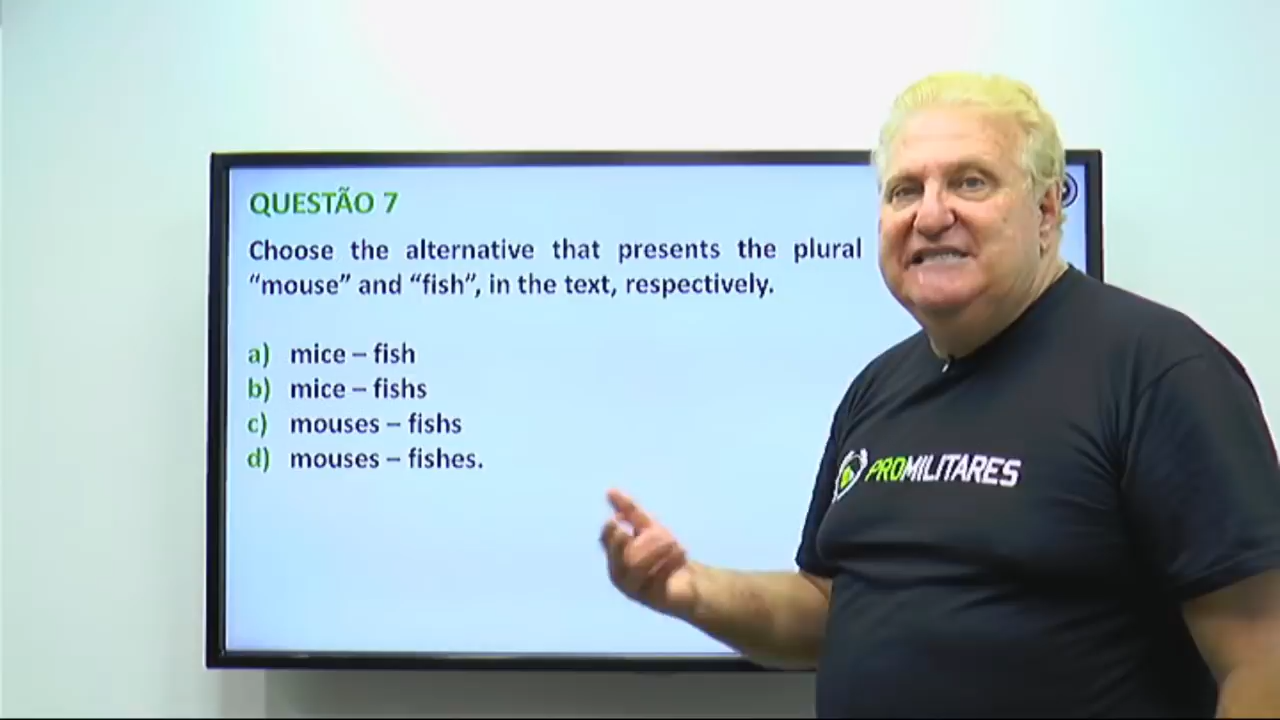 QUESTÃO 7
Choose the alternative that presents the plural
“mouse” and “fish”, in the text, respectively.
a) mice – fish
b) mice – fishs
c) mouses – fishs
d) mouses – fishes.
PROMILITARES